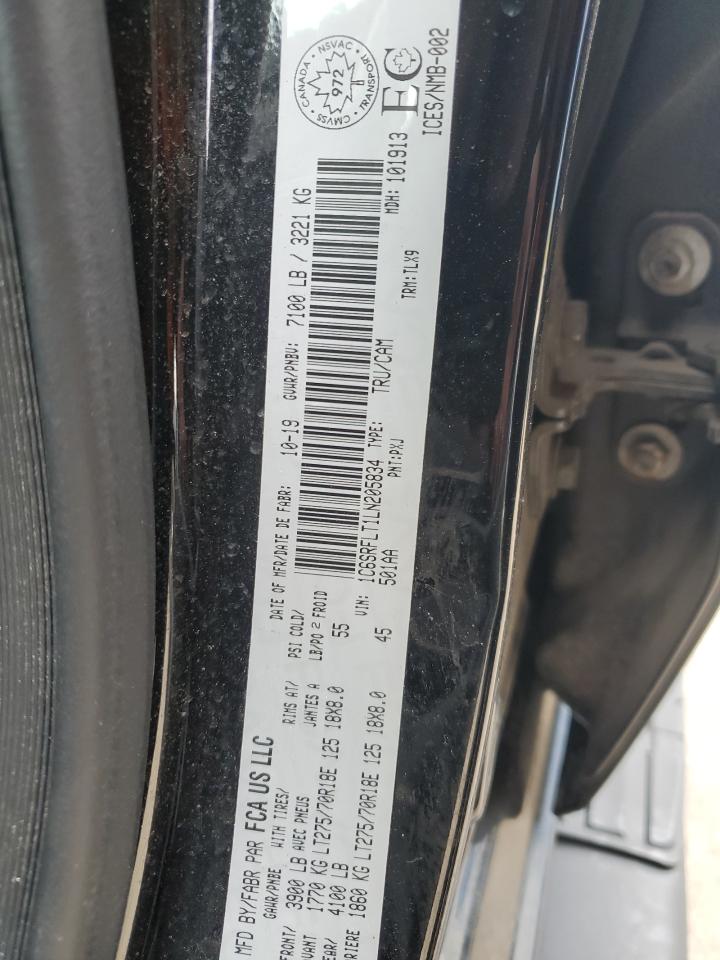 MFD BY/FABR PAR FCA US LLC
DATE OF MFR/DATE DE FABR: 10-19 GVWR/PNBV: 7100 LB / 3221 KG
GAWR/PNBE WITH TIRES/ RIMS AT/ PSI COLD/
FRONT/ 3900 LB AVEC PNEUS JANTES A LB/PO 2 FROID
AVANT 1770 KG LT275/70R18E 125 18X8.0 55
REAR/ 4100 LB
ARRIERE 1860 KG LT275/70R18E 125 18X8.0 45
VIN: 1C6SRFLT1LN205834 TYPE: TRU/CAM MDH: 101913
501AA PNT:PXJ TRM:TLX9
CANADA NSVAC TRANSPORT CMVSS
972
EC
ICES/NMB-002